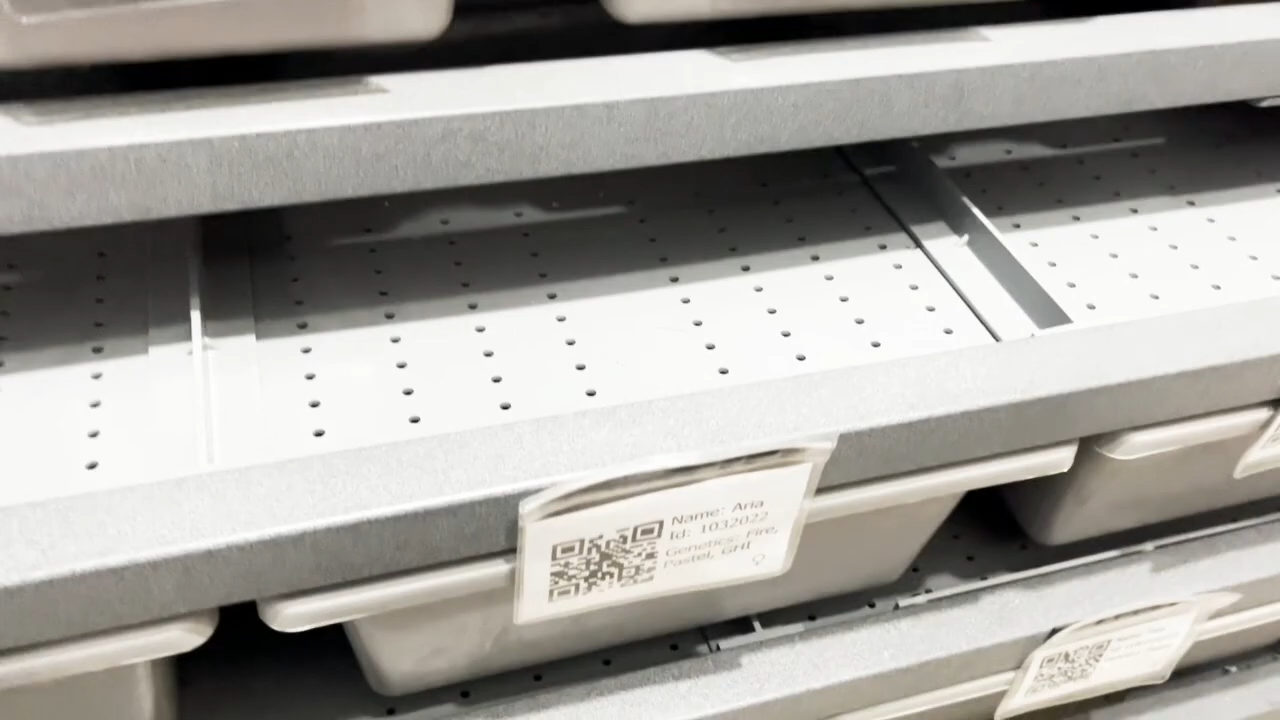 Name: Aria
Id: 1032022
Genetics: Fire,
Pastel, GHI
♀